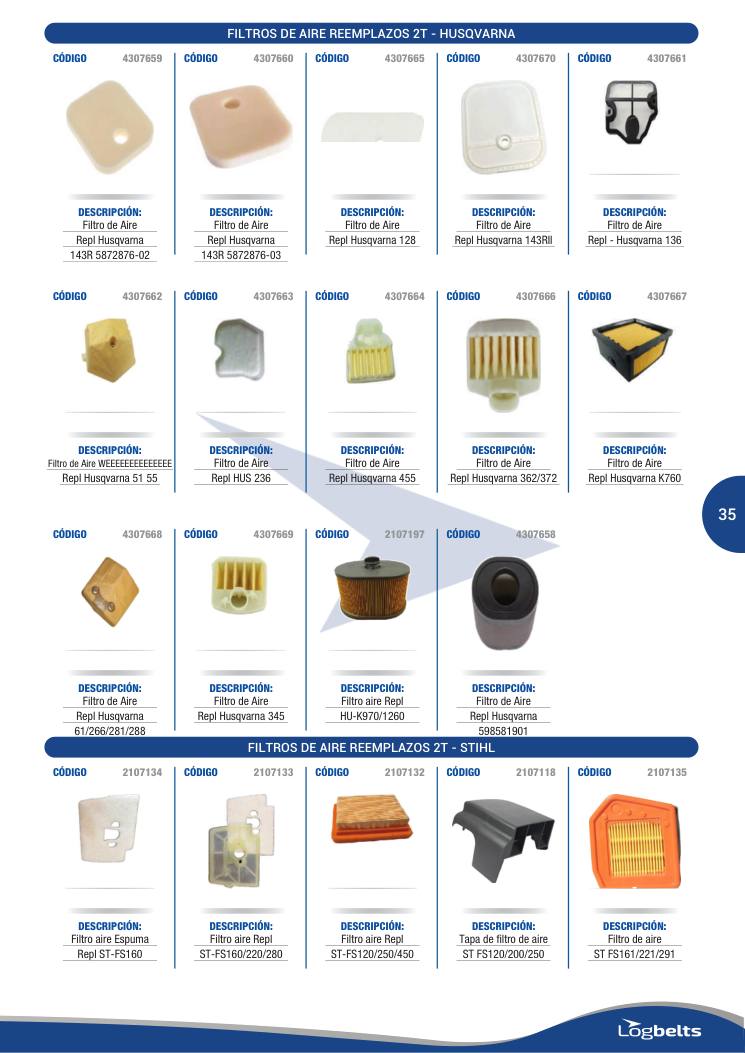 FILTROS DE AIRE REEMPLAZOS 2T - HUSQVARNA
CÓDIGO 4307659
DESCRIPCIÓN:
Filtro de Aire
Repl Husqvarna
143R 5872876-02
CÓDIGO 4307660
DESCRIPCIÓN:
Filtro de Aire
Repl Husqvarna
143R 5872876-03
CÓDIGO 4307665
DESCRIPCIÓN:
Filtro de Aire
Repl Husqvarna 128
CÓDIGO 4307670
DESCRIPCIÓN:
Filtro de Aire
Repl Husqvarna 143RII
CÓDIGO 4307661
DESCRIPCIÓN:
Filtro de Aire
Repl - Husqvarna 136
CÓDIGO 4307662
DESCRIPCIÓN:
Filtro de Aire WEEEEEEEEEEEEEE
Repl Husqvarna 51 55
CÓDIGO 4307663
DESCRIPCIÓN:
Filtro de Aire
Repl HUS 236
CÓDIGO 4307664
DESCRIPCIÓN:
Filtro de Aire
Repl Husqvarna 455
CÓDIGO 4307666
DESCRIPCIÓN:
Filtro de Aire
Repl Husqvarna 362/372
CÓDIGO 4307667
DESCRIPCIÓN:
Filtro de Aire
Repl Husqvarna K760
35
CÓDIGO 4307668
DESCRIPCIÓN:
Filtro de Aire
Repl Husqvarna
61/266/281/288
CÓDIGO 4307669
DESCRIPCIÓN:
Filtro de Aire
Repl Husqvarna 345
CÓDIGO 2107197
DESCRIPCIÓN:
Filtro aire Repl
HU-K970/1260
CÓDIGO 4307658
DESCRIPCIÓN:
Filtro de Aire
Repl Husqvarna
598581901
FILTROS DE AIRE REEMPLAZOS 2T - STIHL
CÓDIGO 2107134
DESCRIPCIÓN:
Filtro aire Espuma
Repl ST-FS160
CÓDIGO 2107133
DESCRIPCIÓN:
Filtro aire Repl
ST-FS160/220/280
CÓDIGO 2107132
DESCRIPCIÓN:
Filtro aire Repl
ST-FS120/250/450
CÓDIGO 2107118
DESCRIPCIÓN:
Tapa de filtro de aire
ST FS120/200/250
CÓDIGO 2107135
DESCRIPCIÓN:
Filtro de aire
ST FS161/221/291
Logbelts